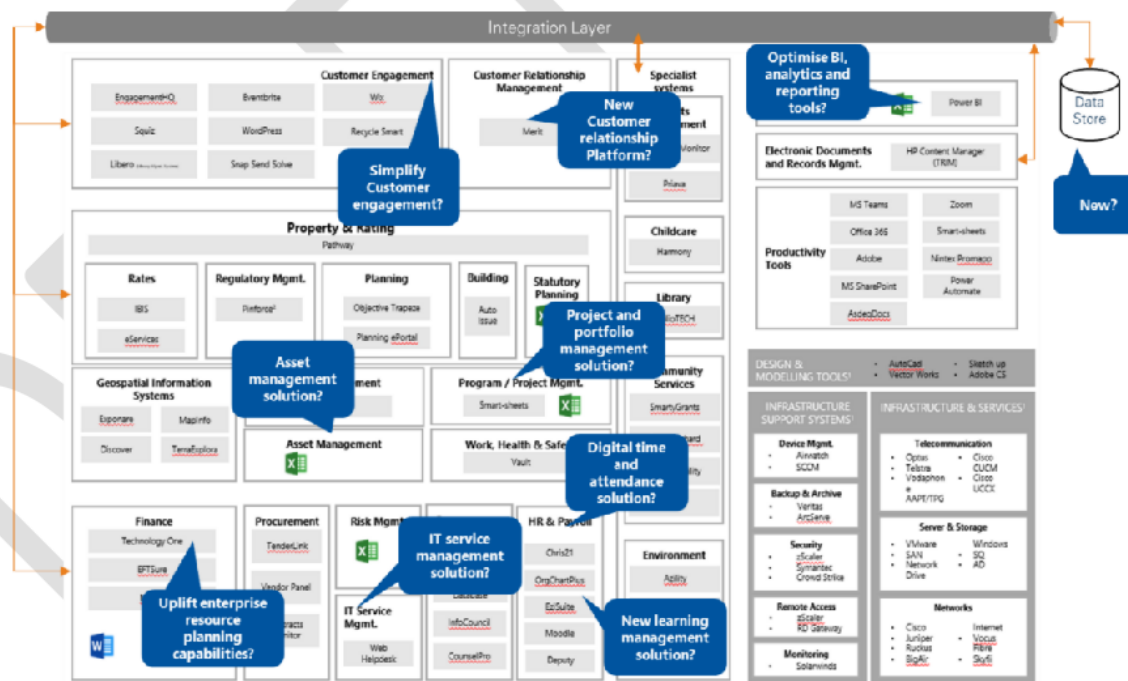 Integration Layer
Customer Engagement
EngagementHQ
Eventbrite
Wix
Squiz
WordPress
Recycle Smart
Libero
Snap Send Solve
Simplify
Customer
engagement?
Customer Relationship
Management
Merit
New
Customer
relationship
Platform?
Specialist
systems
Monitor
Priava
Optimise BI,
analytics and
reporting
tools?
Power BI
Data
Store
New?
Electronic Documents
and Records Mgmt.
HP Content Manager
(TRIM)
Productivity
Tools
MS Teams
Zoom
Office 365
Smart-sheets
Adobe
Nintex Promapp
MS SharePoint
Power
Automate
AsdeqDocs
Property & Rating
Pathway
Rates
IBIS
eServices
Regulatory Mgmt.
Pinforce
Planning
Objective Trapeze
Planning ePortal
Building
Auto
Issue
Statutory
Planning
Childcare
Harmony
Library
Project and
portfolio
management
solution?
Asset
management
solution?
Geospatial Information
Systems
Exponare
MapInfo
Discover
TerraExplora
Asset Management
Program / Project Mgmt.
Smart-sheets
Work, Health &
Vault
Digital time
and
attendance
solution?
Services
SmartyGrants
DESIGN &
MODELLING TOOLS
• AutoCad
• Vector Works
• Sketch up
• Adobe CS
INFRASTRUCTURE
SUPPORT SYSTEMS
Device Mgmt.
• Airwatch
• SCCM
Backup & Archive
• Veritas
• ArcServe
Security
• zScaler
• Symantec
• Crowd Strike
Remote Access
• zScaler
• RD Gateway
Monitoring
• Solarwinds
INFRASTRUCTURE & SERVICES
Telecommunication
• Optus
• Telstra
• Vodaphon
e
AAPT/TPG
• Cisco
CUCM
• Cisco
UCCX
Server & Storage
• VMware
• SAN
• Network
Drive
Windows
• SQ
• AD
Networks
• Cisco
• Juniper
• Ruckus
• BigAir
Internet
• Vocus
Fibre
• Skyfii
Finance
Technology One
EFTSure
Uplift enterprise
resource
planning
capabilities?
Procurement
TenderLink
Vendor Panel
Risk Mgmt.
IT Service
Mgmt.
Web
Helpdesk
IT service
management
solution?
InfoCouncil
CounselPro
HR & Payroll
Chris21
OrgChartPlus
Moodle
Deputy
New learning
management
solution?
Environment